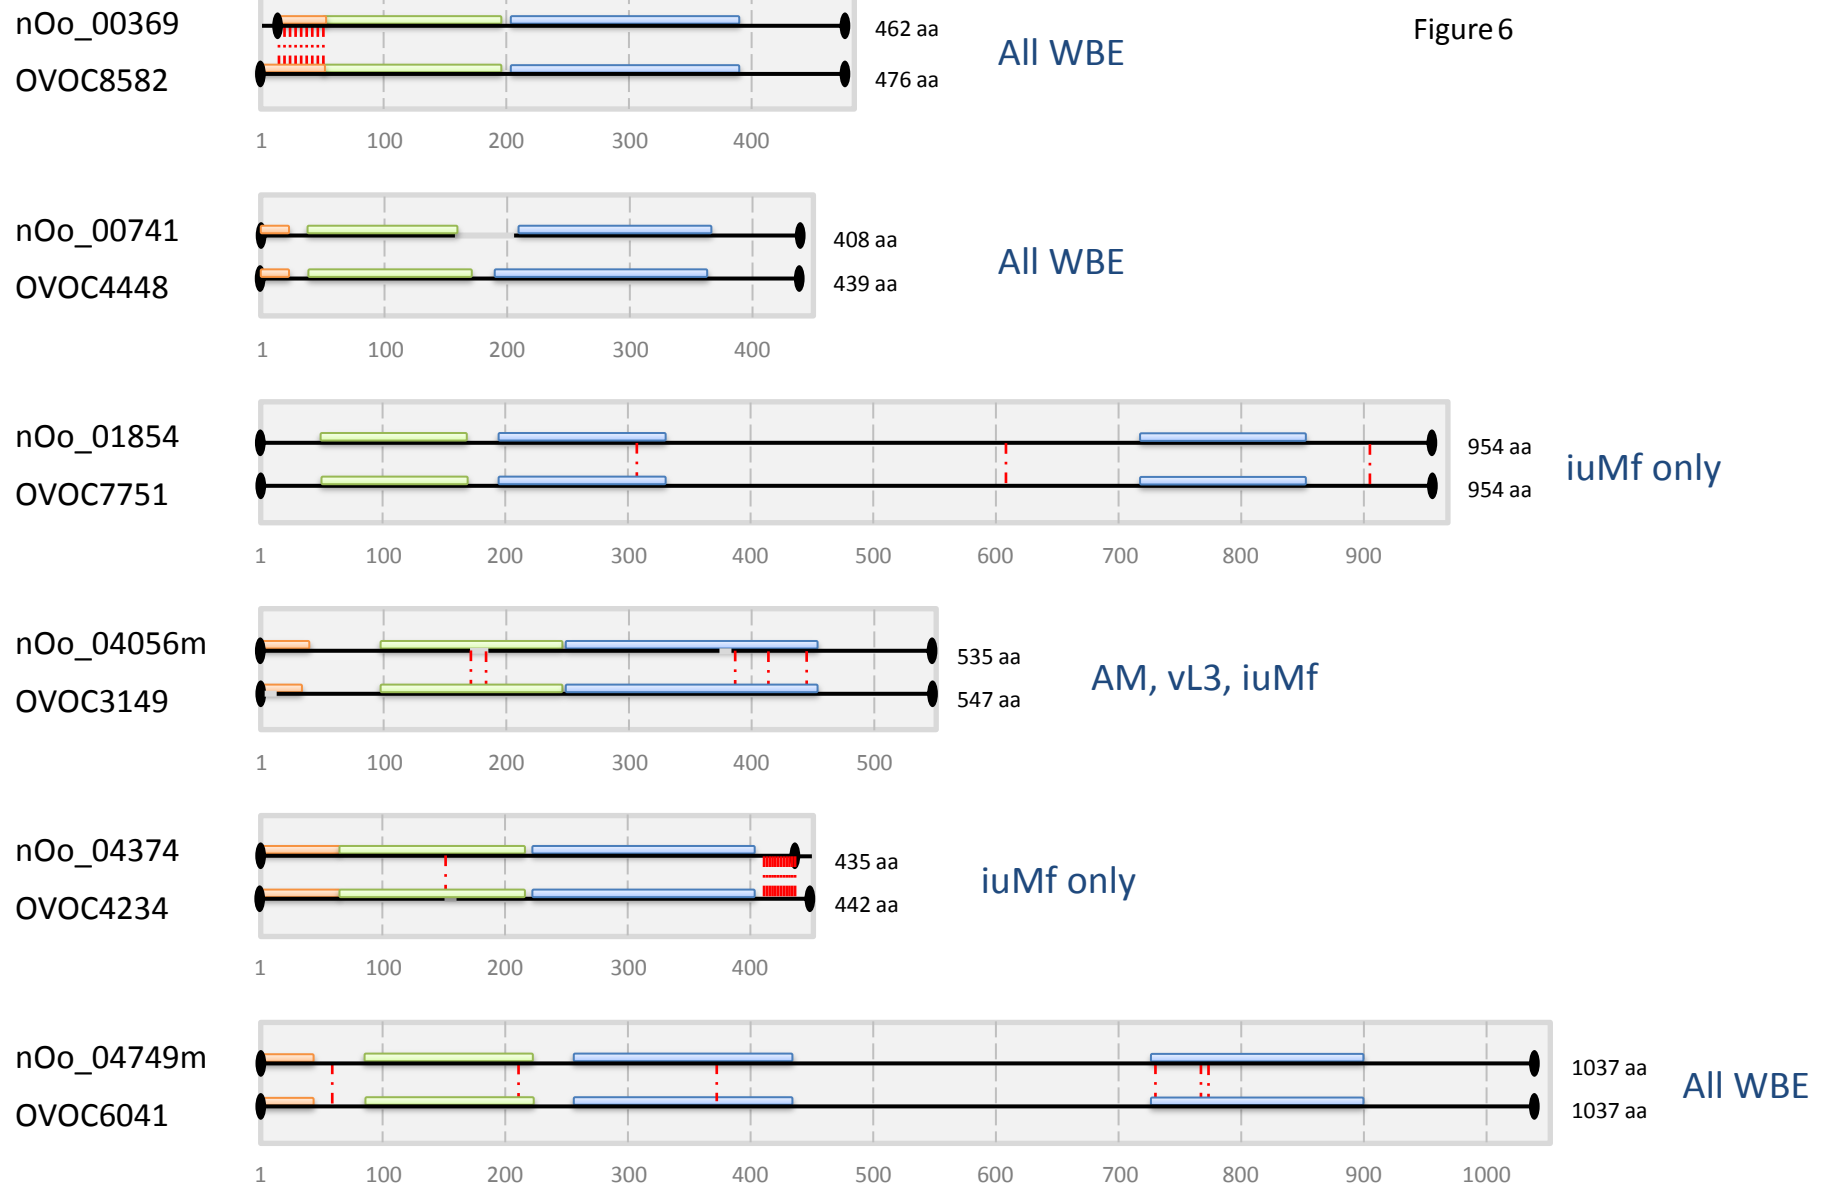 nOo_00369
462 aa
Figure 6
All WBE
OVOC8582
476 aa
1 100 200 300 400
nOo_00741
408 aa
All WBE
OVOC4448
439 aa
1 100 200 300 400
nOo_01854
954 aa
iuMf only
OVOC7751
954 aa
1 100 200 300 400 500 600 700 800 900
nOo_04056m
535 aa
AM, vL3, iuMf
OVOC3149
547 aa
1 100 200 300 400 500
nOo_04374
435 aa
iuMf only
OVOC4234
442 aa
1 100 200 300 400
nOo_04749m
1037 aa
All WBE
OVOC6041
1037 aa
1 100 200 300 400 500 600 700 800 900 1000